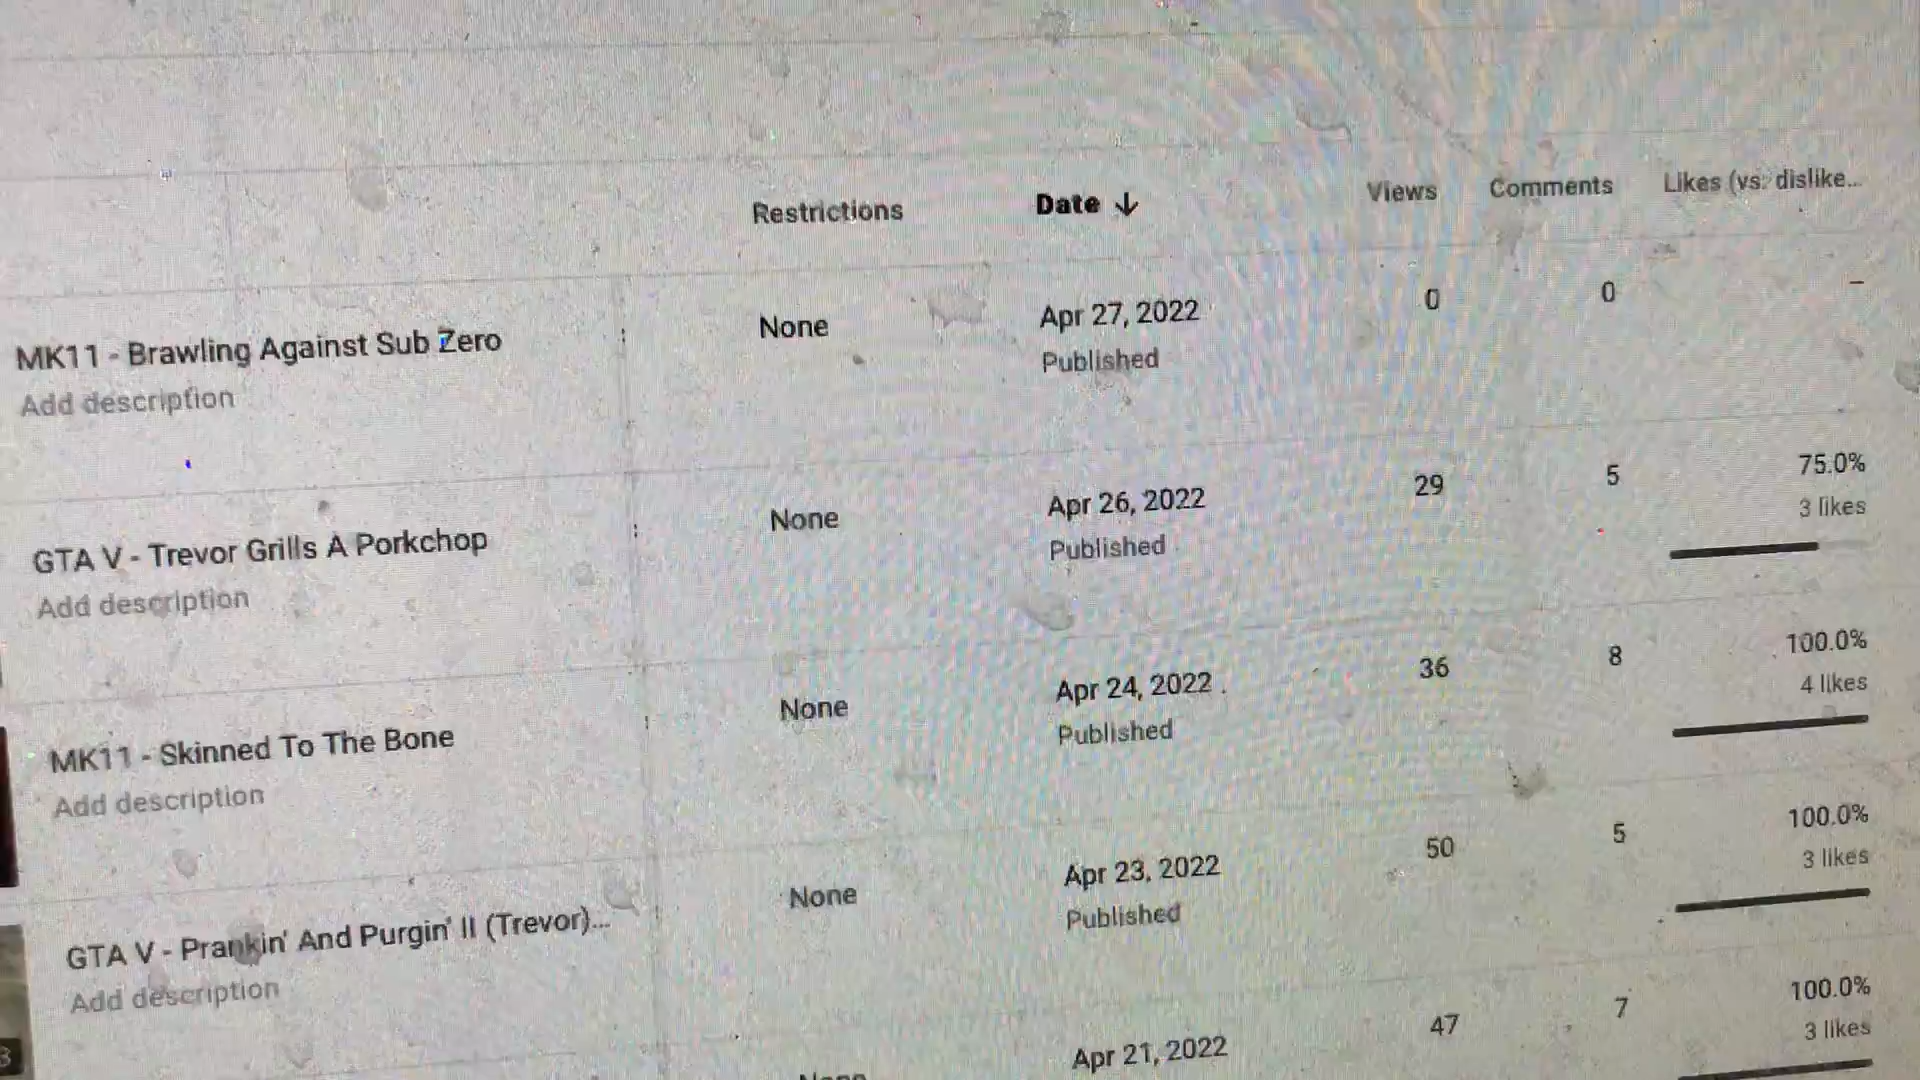 Restrictions Date ↓ Views Comments Likes (vs. dislike...
MK11 - Brawling Against Sub Zero None Apr 27, 2022 0 0 –
Add description Published
GTA V - Trevor Grills A Porkchop None Apr 26, 2022 29 5 75.0%
Add description Published 3 likes
MK11 - Skinned To The Bone None Apr 24, 2022 36 8 100.0%
Add description Published 4 likes
GTA V - Prankin' And Purgin' II (Trevor)... None Apr 23, 2022 50 5 100.0%
Add description Published 3 likes
None Apr 21, 2022 47 7 100.0%
3 likes